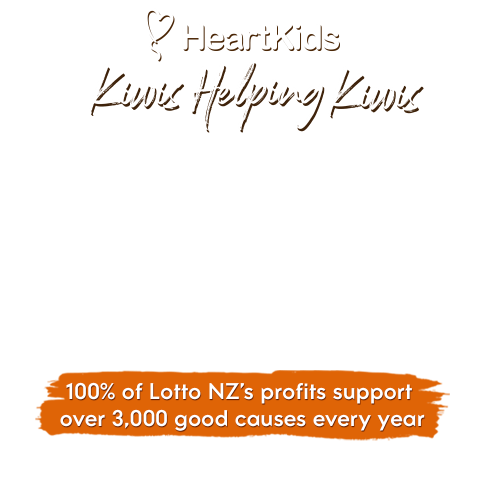 HeartKids
Kiwis Helping Kiwis
100% of Lotto NZ's profits support
over 3,000 good causes every year